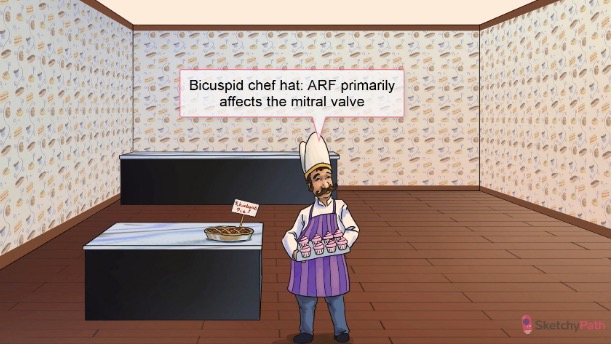 Bicuspid chef hat: ARF primarily
affects the mitral valve
SketchyPath